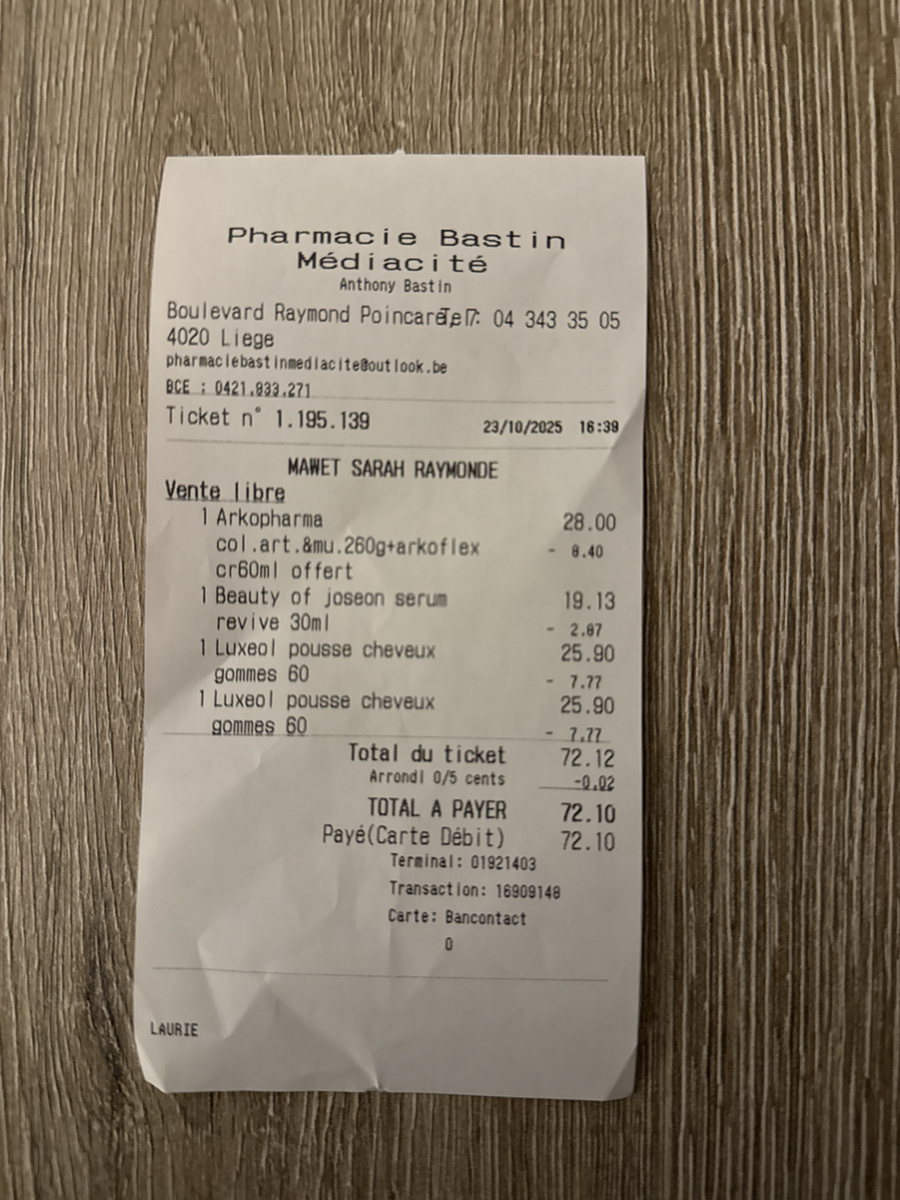 Pharmacie Bastin
Médiacité
Anthony Bastin
Boulevard Raymond Poincaré, 7 Tel: 04 343 35 05
4020 Liege
pharmaciebastinmediacite@outlook.be
BCE : 0421.933.271
Ticket n° 1.195.139 23/10/2025 16:39
MAWET SARAH RAYMONDE
Vente libre
1 Arkopharma 28.00
col.art.&mu.260g+arkoflex - 8.40
cr60ml offert
1 Beauty of joseon serum 19.13
revive 30ml - 2.87
1 Luxeol pousse cheveux 25.90
gommes 60 - 7.77
1 Luxeol pousse cheveux 25.90
gommes 60 - 7.77
Total du ticket 72.12
Arrondi 0/5 cents -0.02
TOTAL A PAYER 72.10
Payé(Carte Débit) 72.10
Terminal: 01921403
Transaction: 16909148
Carte: Bancontact
0
LAURIE